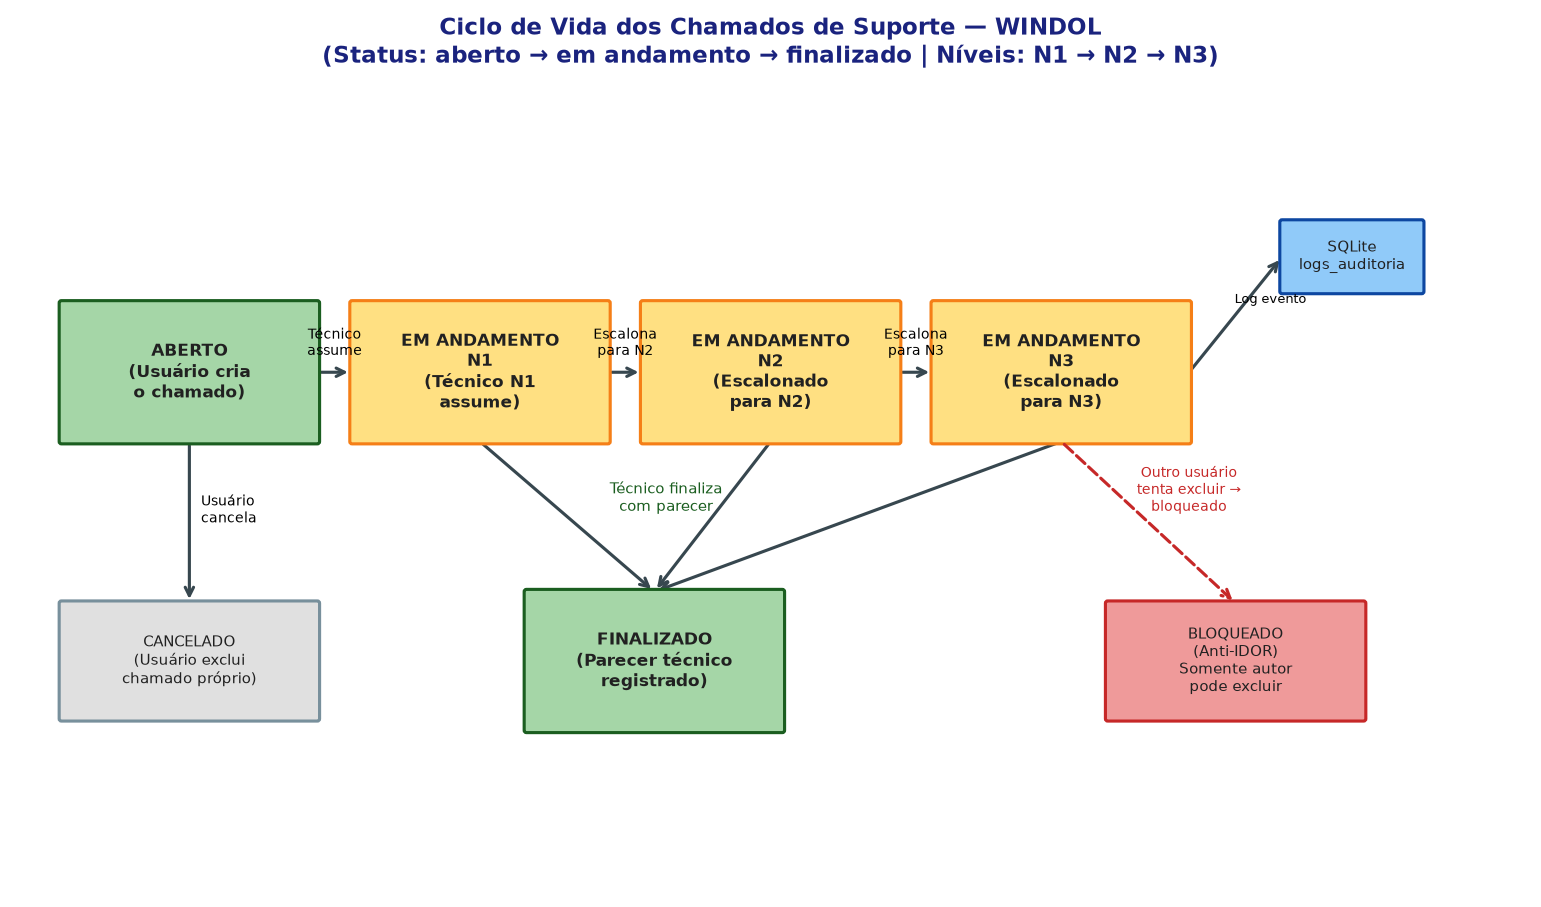 Ciclo de Vida dos Chamados de Suporte — WINDOL
(Status: aberto → em andamento → finalizado | Níveis: N1 → N2 → N3)
SQLite
logs_auditoria
Log evento
ABERTO
(Usuário cria
o chamado)
Técnico
assume
EM ANDAMENTO
N1
(Técnico N1
assume)
Escalona
para N2
EM ANDAMENTO
N2
(Escalonado
para N2)
Escalona
para N3
EM ANDAMENTO
N3
(Escalonado
para N3)
Usuário
cancela
Técnico finaliza
com parecer
Outro usuário
tenta excluir →
bloqueado
CANCELADO
(Usuário exclui
chamado próprio)
FINALIZADO
(Parecer técnico
registrado)
BLOQUEADO
(Anti-IDOR)
Somente autor
pode excluir